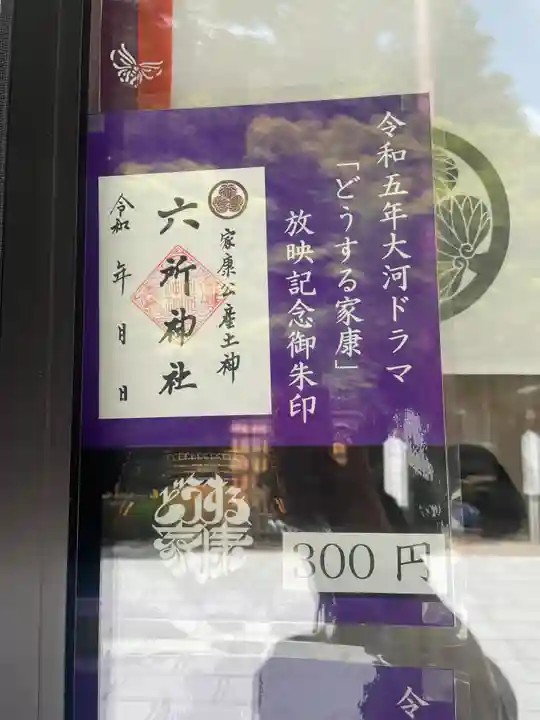 令和五年大河ドラマ
「どうする家康」
放映記念御朱印
家康公産土神
六所神社
令和 年 月 日
どうする家康
300 円
令